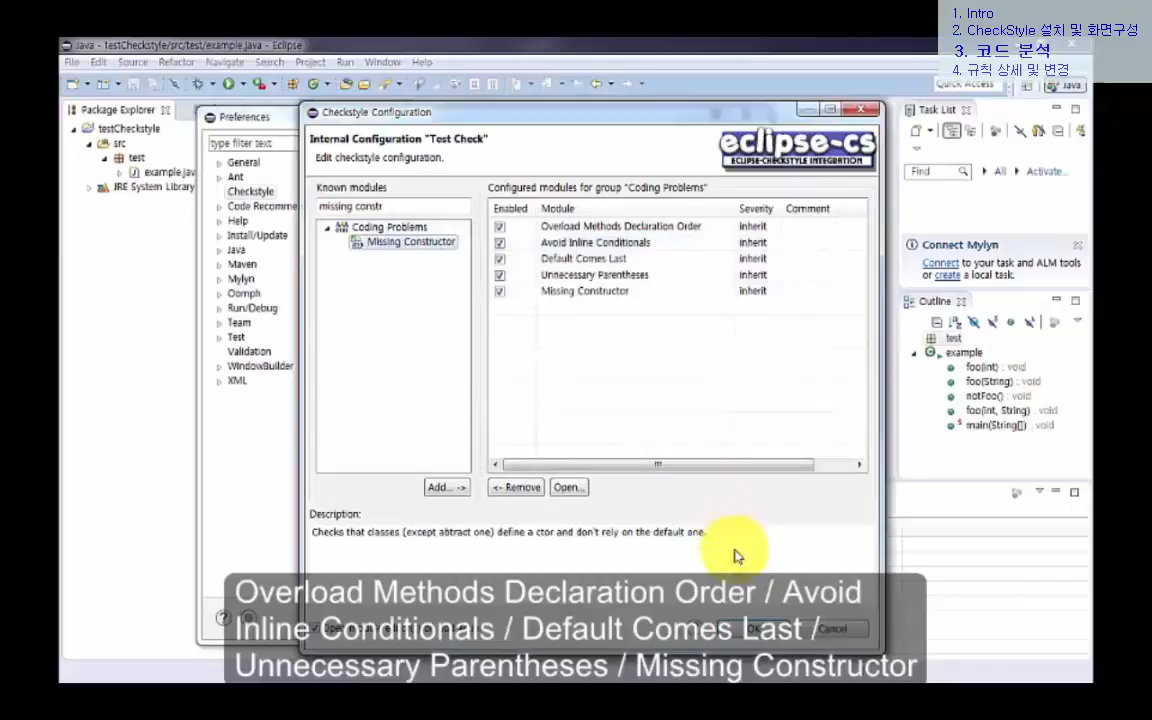 1. Intro
2. CheckStyle 설치 및 화면구성
3. 코드 분석
4. 규칙 상세 및 변경
Java - testCheckstyle/src/test/example.java - Eclipse
File Edit Source Refactor Navigate Search Project Run Window Help
Quick Access
Java
Package Explorer
testCheckstyle
src
test
example.jav
JRE System Library
Preferences
type filter text
General
Ant
Checkstyle
Code Recomme
Help
Install/Update
Java
Maven
Mylyn
Oomph
Run/Debug
Team
Test
Validation
WindowBuilder
XML
Checkstyle Configuration
Internal Configuration "Test Check"
Edit checkstyle configuration.
eclipse-cs
ECLIPSE-CHECKSTYLE INTEGRATION
Known modules
missing constr
Coding Problems
Missing Constructor
Configured modules for group "Coding Problems"
Enabled Module Severity Comment
Overload Methods Declaration Order inherit
Avoid Inline Conditionals inherit
Default Comes Last inherit
Unnecessary Parentheses inherit
Missing Constructor inherit
Add... ->
<- Remove
Open...
Description:
Checks that classes (except abtract one) define a ctor and don't rely on the default one.
OK
Cancel
Task List
Find
All
Activate...
Connect Mylyn
Connect to your task and ALM tools
or create a local task.
Outline
test
example
foo(int) : void
foo(String) : void
notFoo() : void
foo(int, String) : void
main(String[]) : void
Overload Methods Declaration Order / Avoid
Inline Conditionals / Default Comes Last /
Unnecessary Parentheses / Missing Constructor